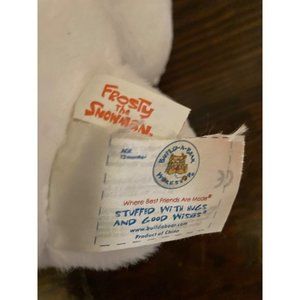 FROSTY
THE
SNOWMAN.
BUILD-A-BEAR
WORKSHOP
AGE
Where Best Friends Are Made®
STUFFED WITH HUGS
AND GOOD WISHES®
www.buildabear.com
Product of China